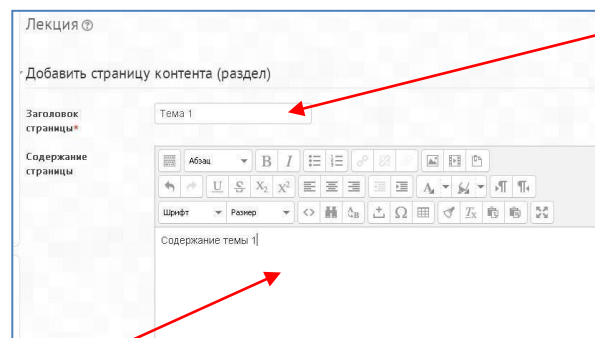 Лекция
Добавить страницу контента (раздел)
Заголовок страницы*
Тема 1
Содержание страницы
Абзац
Шрифт
Размер
Содержание темы 1